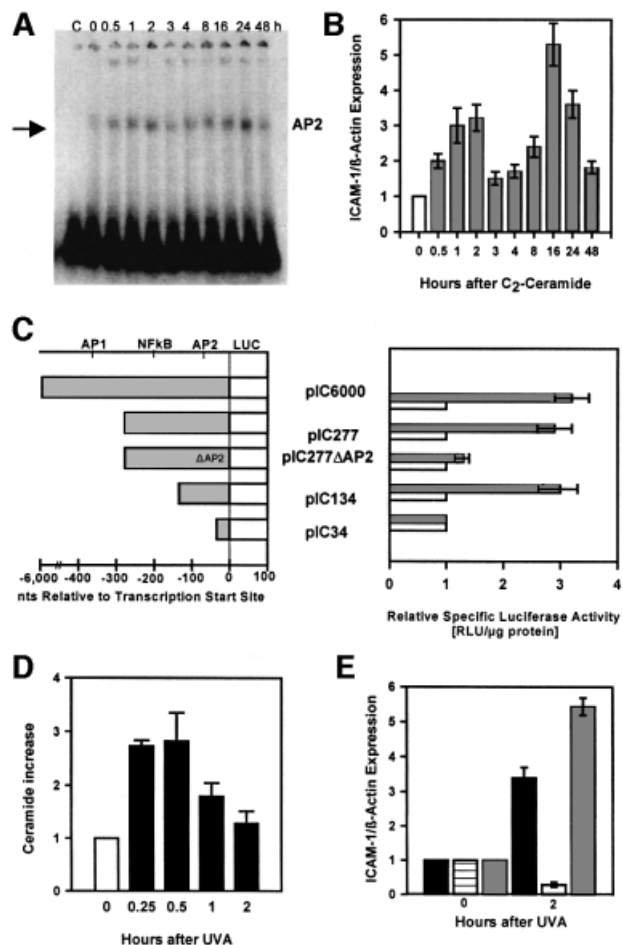 A
C 0 0.5 1 2 3 4 8 16 24 48 h
AP2
B
ICAM-1/ß-Actin Expression
6
5
4
3
2
1
0
0 0.5 1 2 3 4 8 16 24 48
Hours after C2-Ceramide
C
AP1 NFkB AP2 LUC
ΔAP2
-6,000 -400 -300 -200 -100 0 100
nts Relative to Transcription Start Site
pIC6000
pIC277
pIC277ΔAP2
pIC134
pIC34
0 1 2 3 4
Relative Specific Luciferase Activity
[RLU/µg protein]
D
Ceramide increase
4
3
2
1
0
0 0.25 0.5 1 2
Hours after UVA
E
ICAM-1/ß-Actin Expression
6
5
4
3
2
1
0
0 2
Hours after UVA